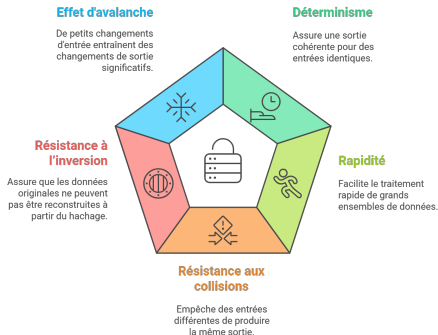 Effet d'avalanche
De petits changements
d'entrée entraînent des
changements de sortie
significatifs.
Déterminisme
Assure une sortie
cohérente pour des
entrées identiques.
Résistance à
l'inversion
Assure que les données
originales ne peuvent
pas être reconstruites à
partir du hachage.
Rapidité
Facilite le traitement
rapide de grands
ensembles de données.
Résistance aux
collisions
Empêche des entrées
différentes de produire
la même sortie.